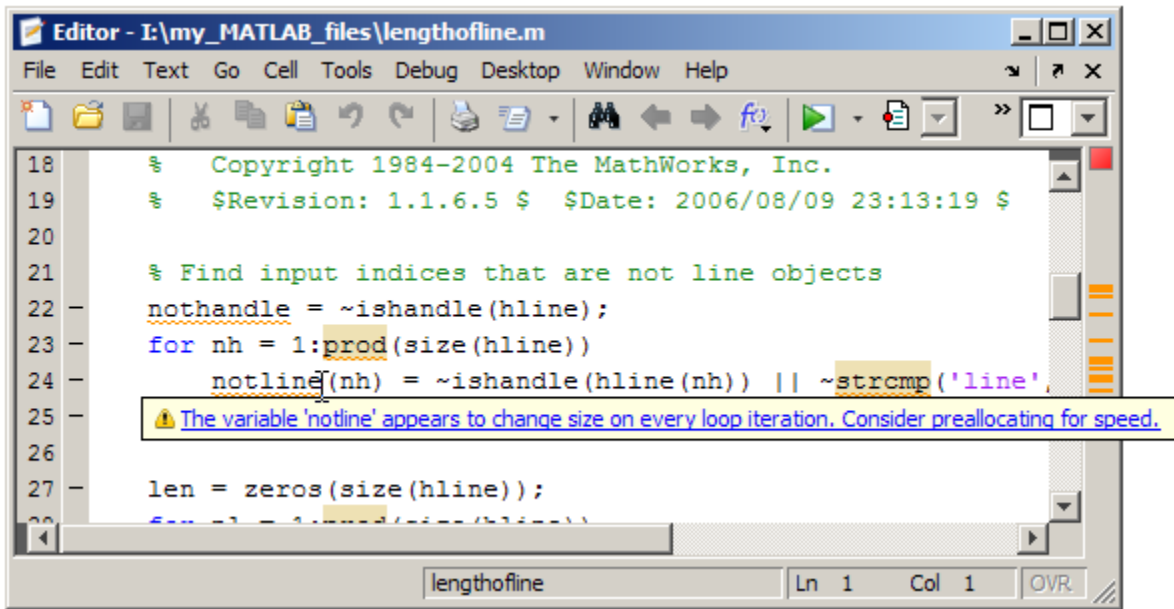 Editor - I:\my_MATLAB_files\lengthofline.m
File Edit Text Go Cell Tools Debug Desktop Window Help
18 % Copyright 1984-2004 The MathWorks, Inc.
19 % $Revision: 1.1.6.5 $ $Date: 2006/08/09 23:13:19 $
20
21 % Find input indices that are not line objects
22 - nothandle = ~ishandle(hline);
23 - for nh = 1:prod(size(hline))
24 - notline(nh) = ~ishandle(hline(nh)) || ~strcmp('line',
25 - The variable 'notline' appears to change size on every loop iteration. Consider preallocating for speed.
26
27 - len = zeros(size(hline));
lengthofline Ln 1 Col 1 OVR